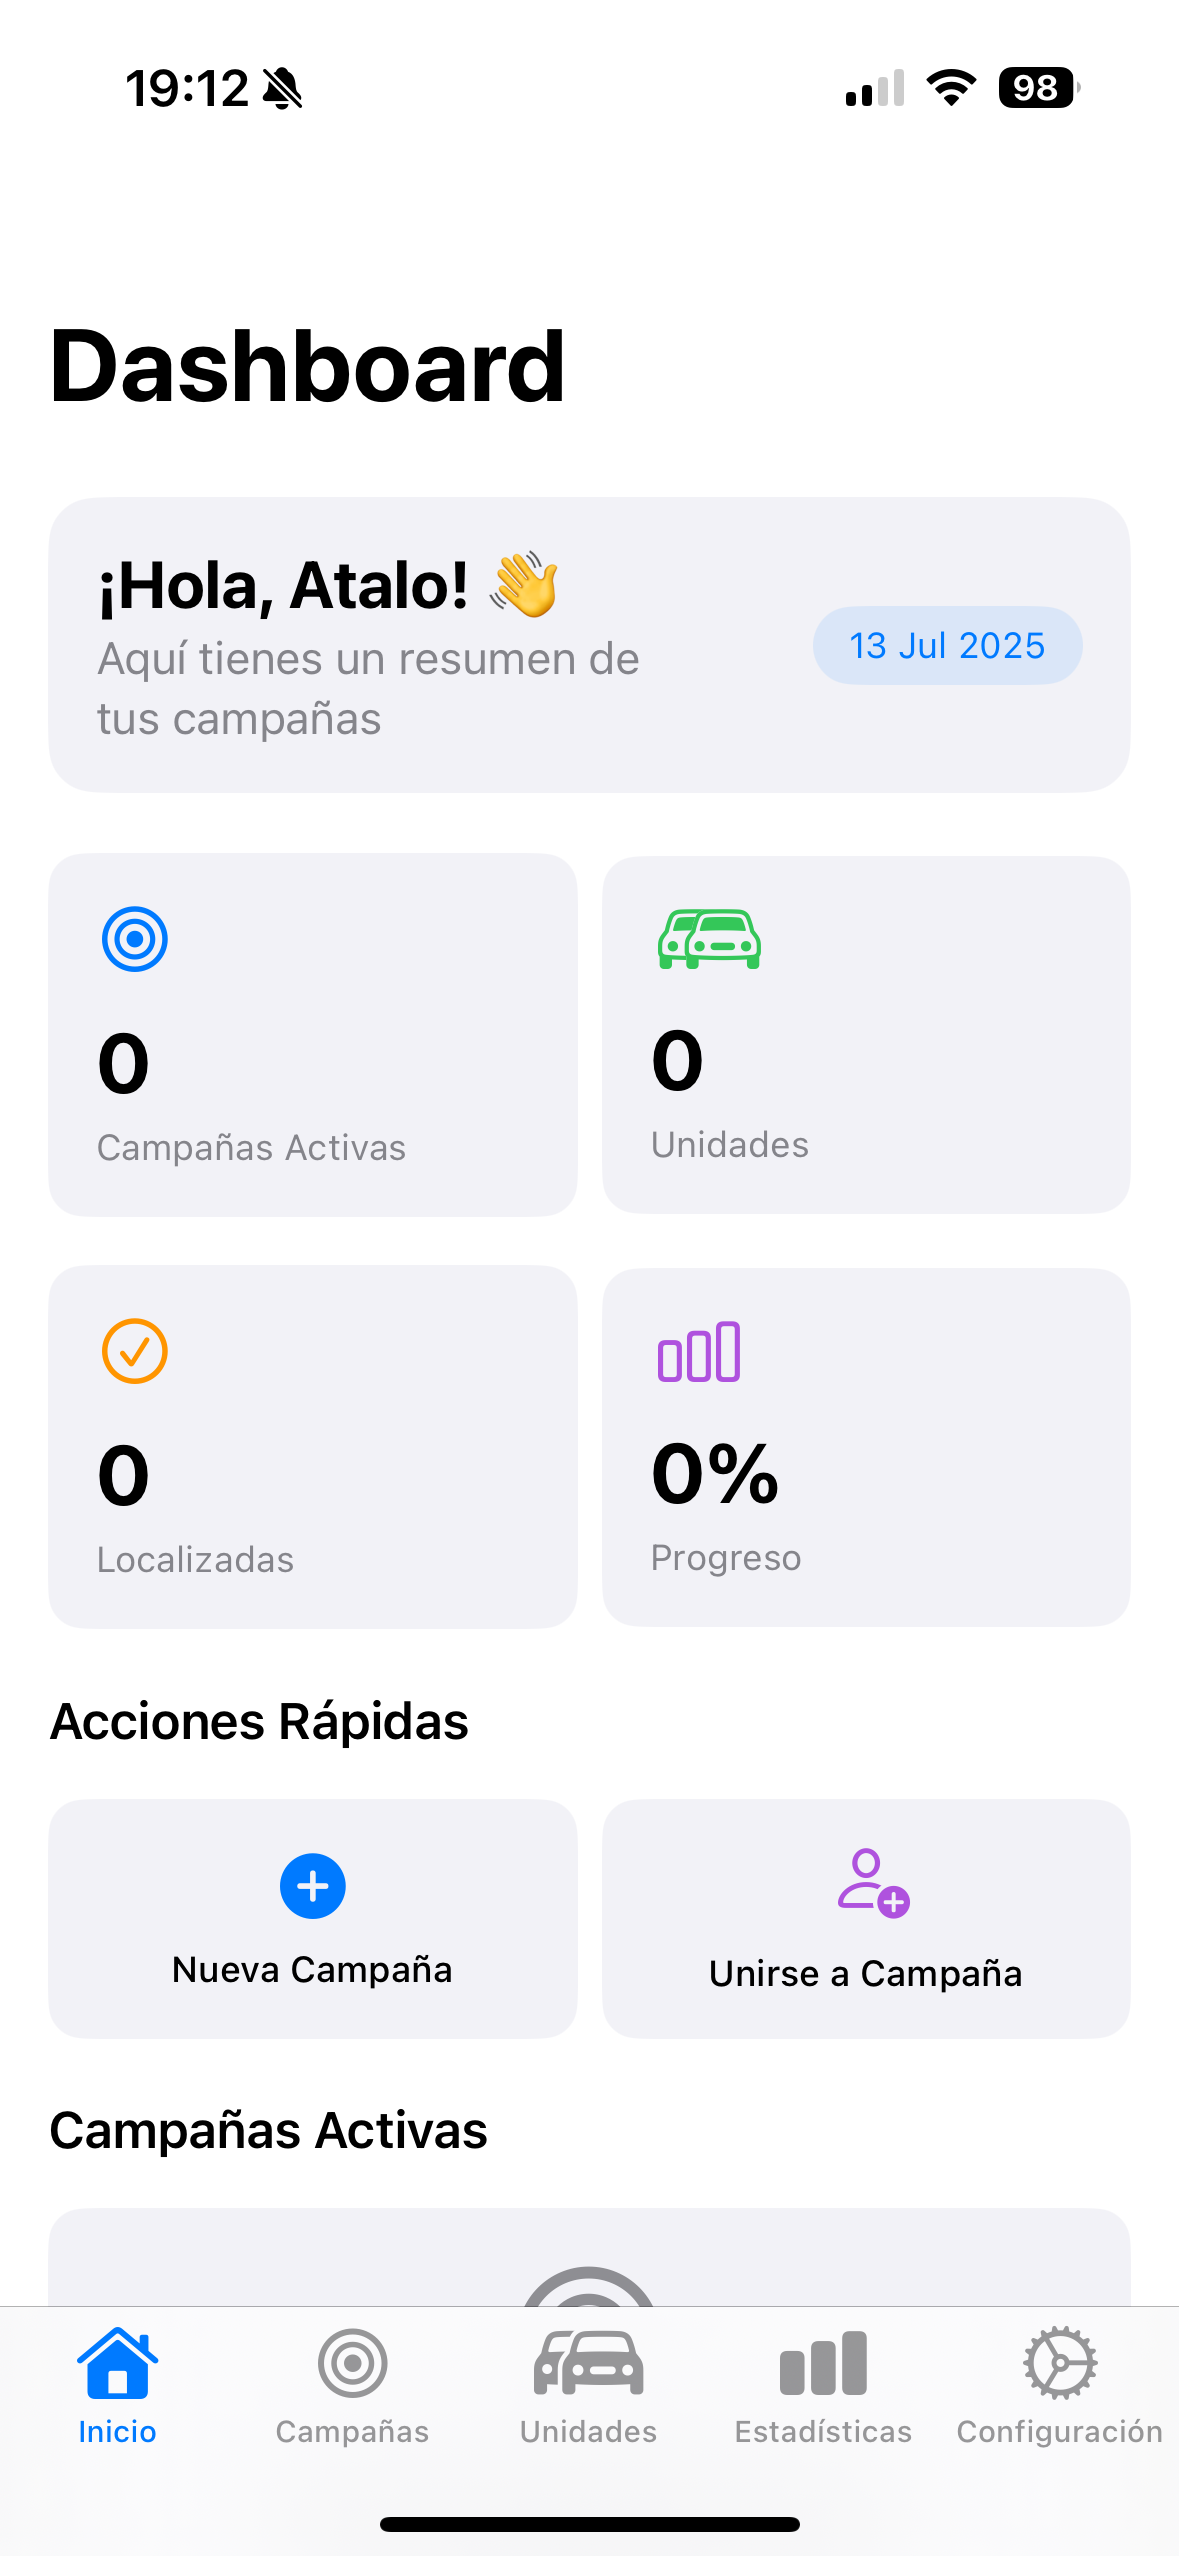 19:12
98
Dashboard
¡Hola, Atalo! 👋
Aquí tienes un resumen de
tus campañas
13 Jul 2025
0
Campañas Activas
0
Unidades
0
Localizadas
0%
Progreso
Acciones Rápidas
Nueva Campaña
Unirse a Campaña
Campañas Activas
Inicio
Campañas
Unidades
Estadísticas
Configuración